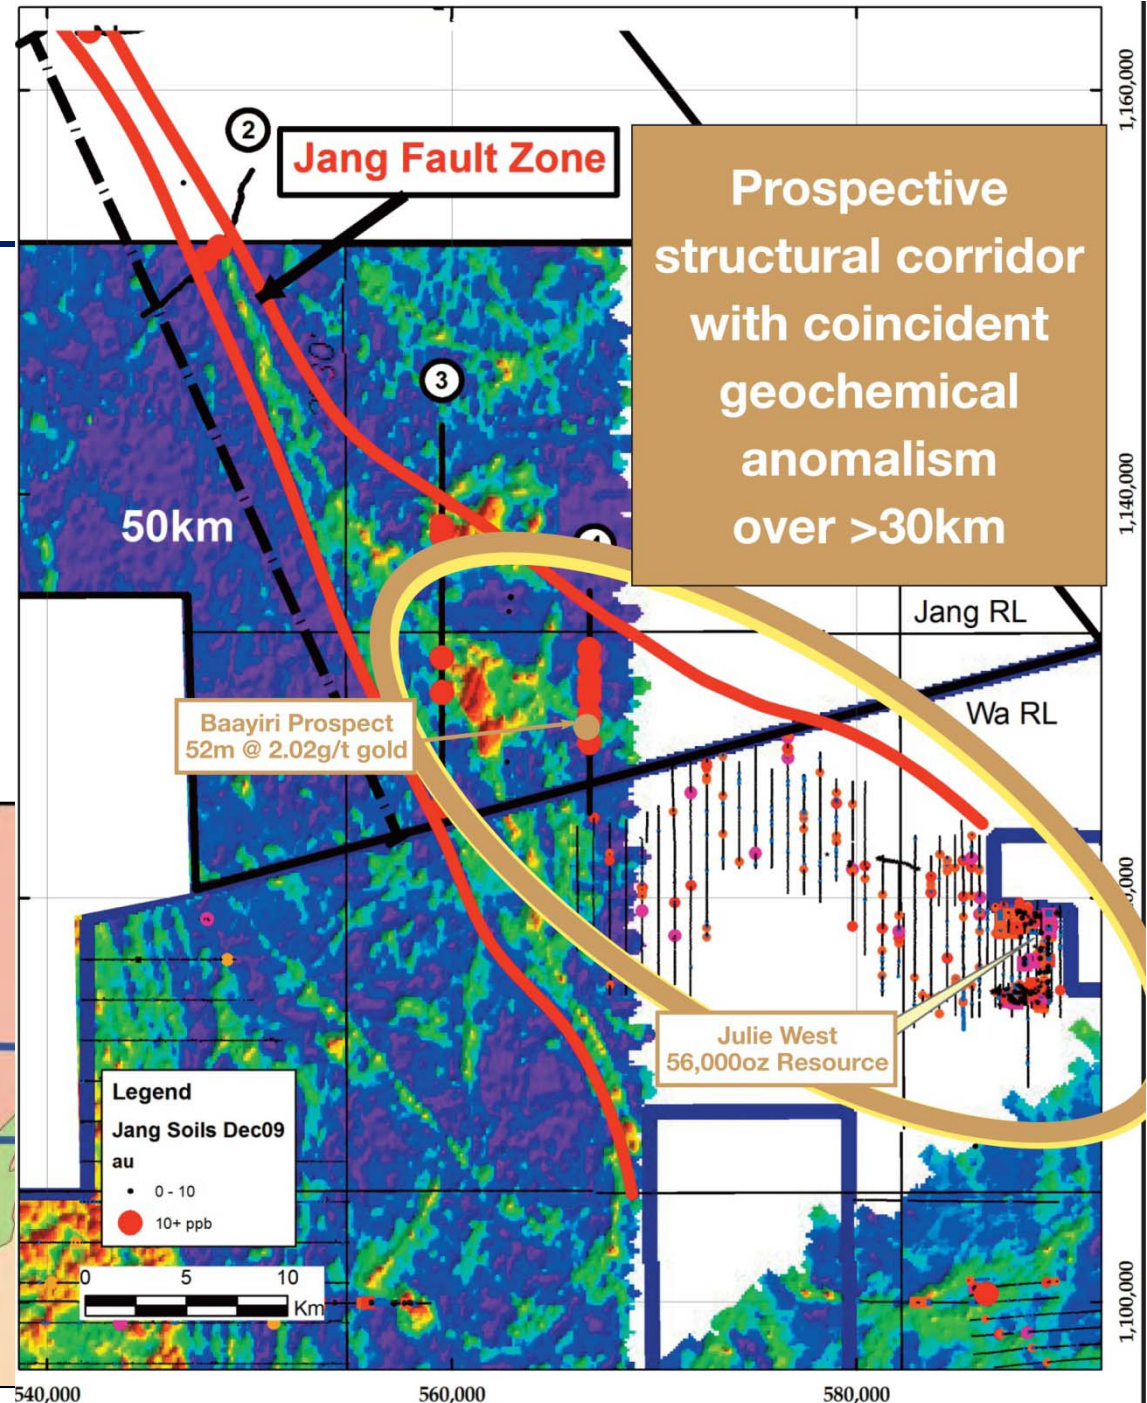 1,160,000
2
Jang Fault Zone
Prospective
structural corridor
with coincident
geochemical
anomalism
over >30km
3
1,140,000
50km
4
Jang RL
Wa RL
Baayiri Prospect
52m @ 2.02g/t gold
Julie West
56,000oz Resource
Legend
Jang Soils Dec09
au
0 - 10
10+ ppb
0 5 10
Km
1,100,000
540,000 560,000 580,000